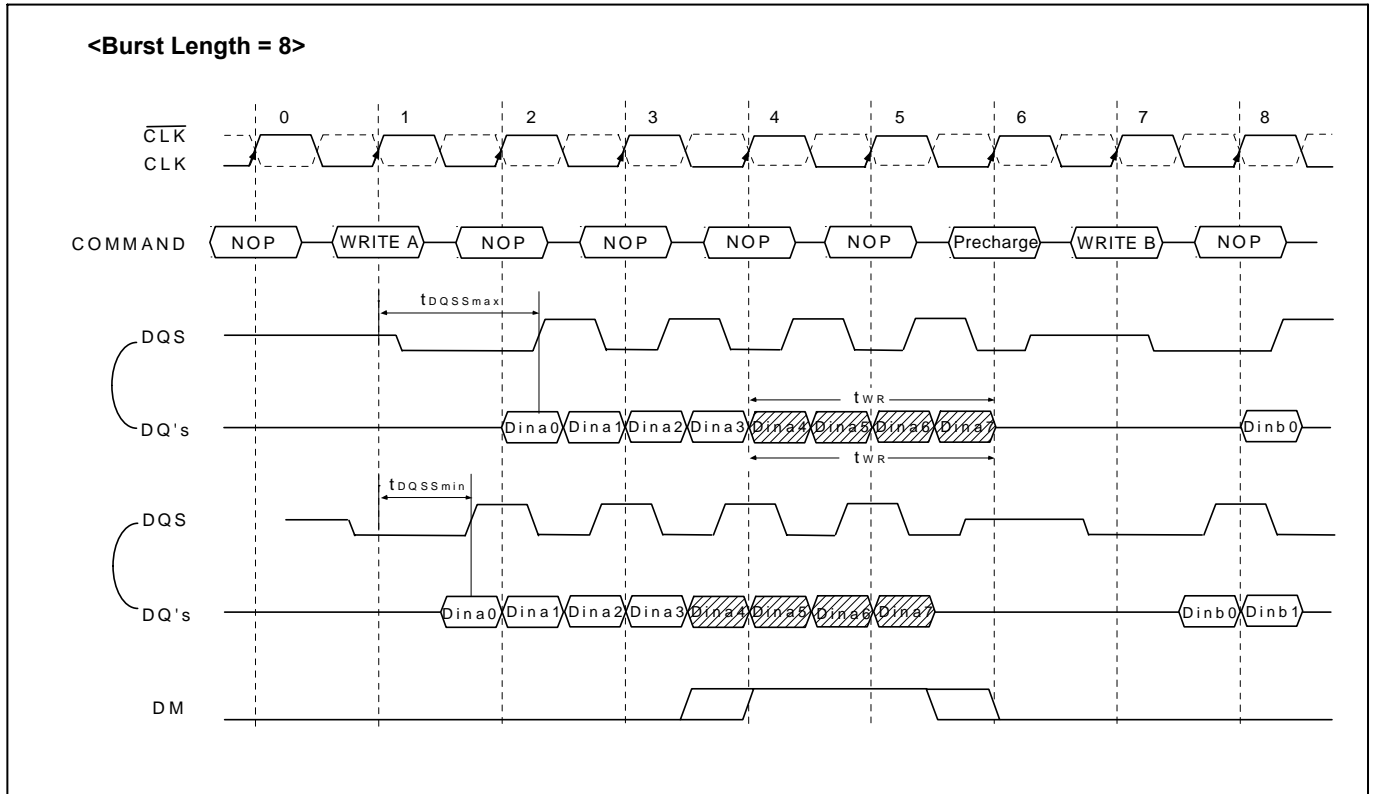 <Burst Length = 8>
0 1 2 3 4 5 6 7 8
CLK
CLK
COMMAND NOP WRITE A NOP NOP NOP NOP Precharge WRITE B NOP
tDQSSmax
DQS
tWR
DQ's Dina0 Dina1 Dina2 Dina3 Dina4 Dina5 Dina6 Dina7 Dinb0
tWR
tDQSSmin
DQS
DQ's Dina0 Dina1 Dina2 Dina3 Dina4 Dina5 Dina6 Dina7 Dinb0 Dinb1
DM